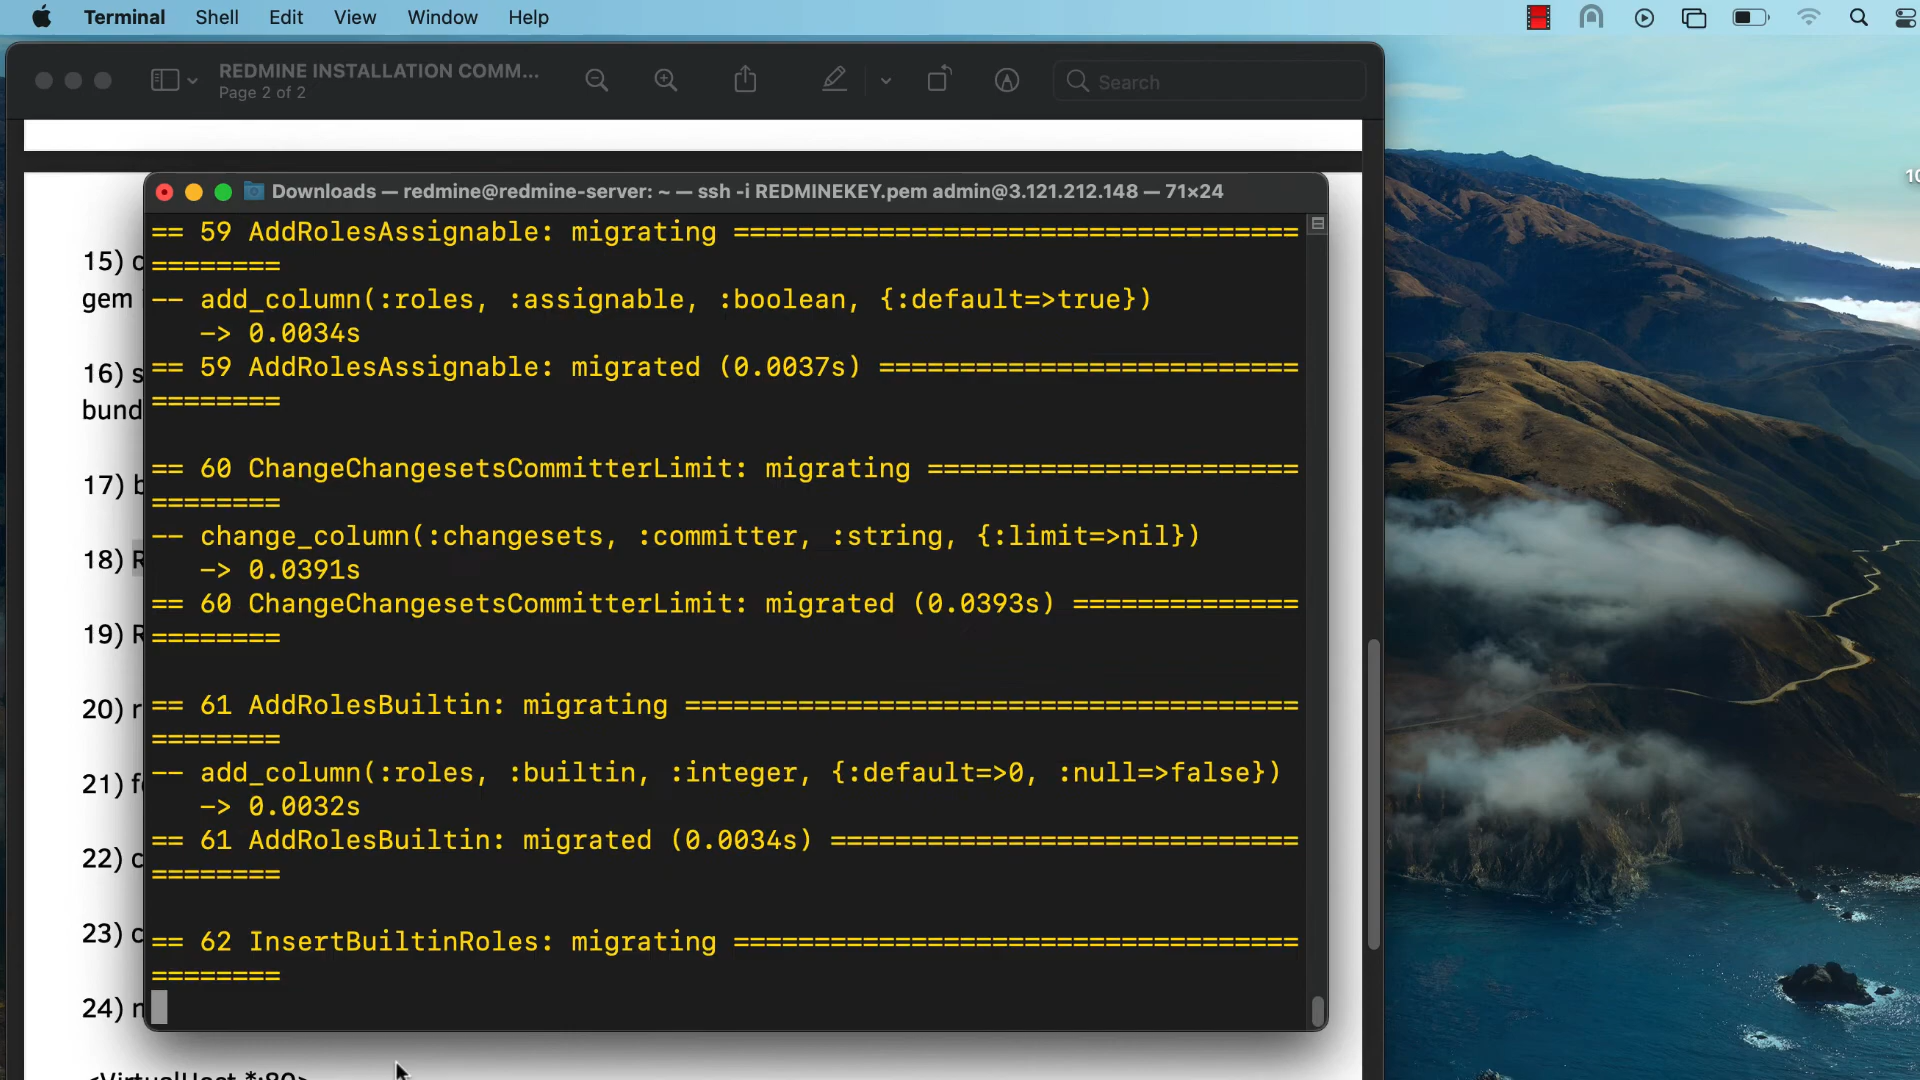 Terminal Shell Edit View Window Help
REDMINE INSTALLATION COMM...
Page 2 of 2
Search
10
Downloads — redmine@redmine-server: ~ — ssh -i REDMINEKEY.pem admin@3.121.212.148 — 71×24
15) c
gem
16) s
bund
17) b
18) R
19) R
20) r
21) f
22) c
23) c
24) n
== 59 AddRolesAssignable: migrating ===================================
========
-- add_column(:roles, :assignable, :boolean, {:default=>true})
   -> 0.0034s
== 59 AddRolesAssignable: migrated (0.0037s) ==========================
========
== 60 ChangeChangesetsCommitterLimit: migrating =======================
========
-- change_column(:changesets, :committer, :string, {:limit=>nil})
   -> 0.0391s
== 60 ChangeChangesetsCommitterLimit: migrated (0.0393s) ==============
========
== 61 AddRolesBuiltin: migrating ======================================
========
-- add_column(:roles, :builtin, :integer, {:default=>0, :null=>false})
   -> 0.0032s
== 61 AddRolesBuiltin: migrated (0.0034s) =============================
========
== 62 InsertBuiltinRoles: migrating ===================================
========
<VirtualHost *:80>